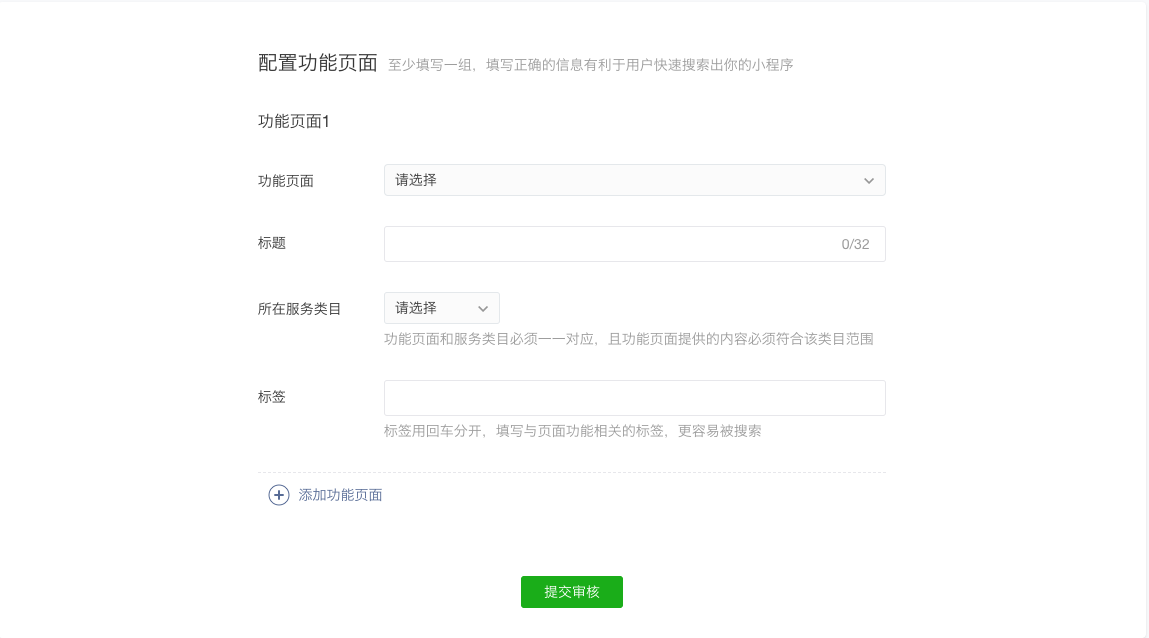 配置功能页面 至少填写一组，填写正确的信息有利于用户快速搜索出你的小程序
功能页面1
功能页面 请选择
标题 0/32
所在服务类目 请选择
功能页面和服务类目必须一一对应，且功能页面提供的内容必须符合该类目范围
标签
标签用回车分开，填写与页面功能相关的标签，更容易被搜索
添加功能页面
提交审核